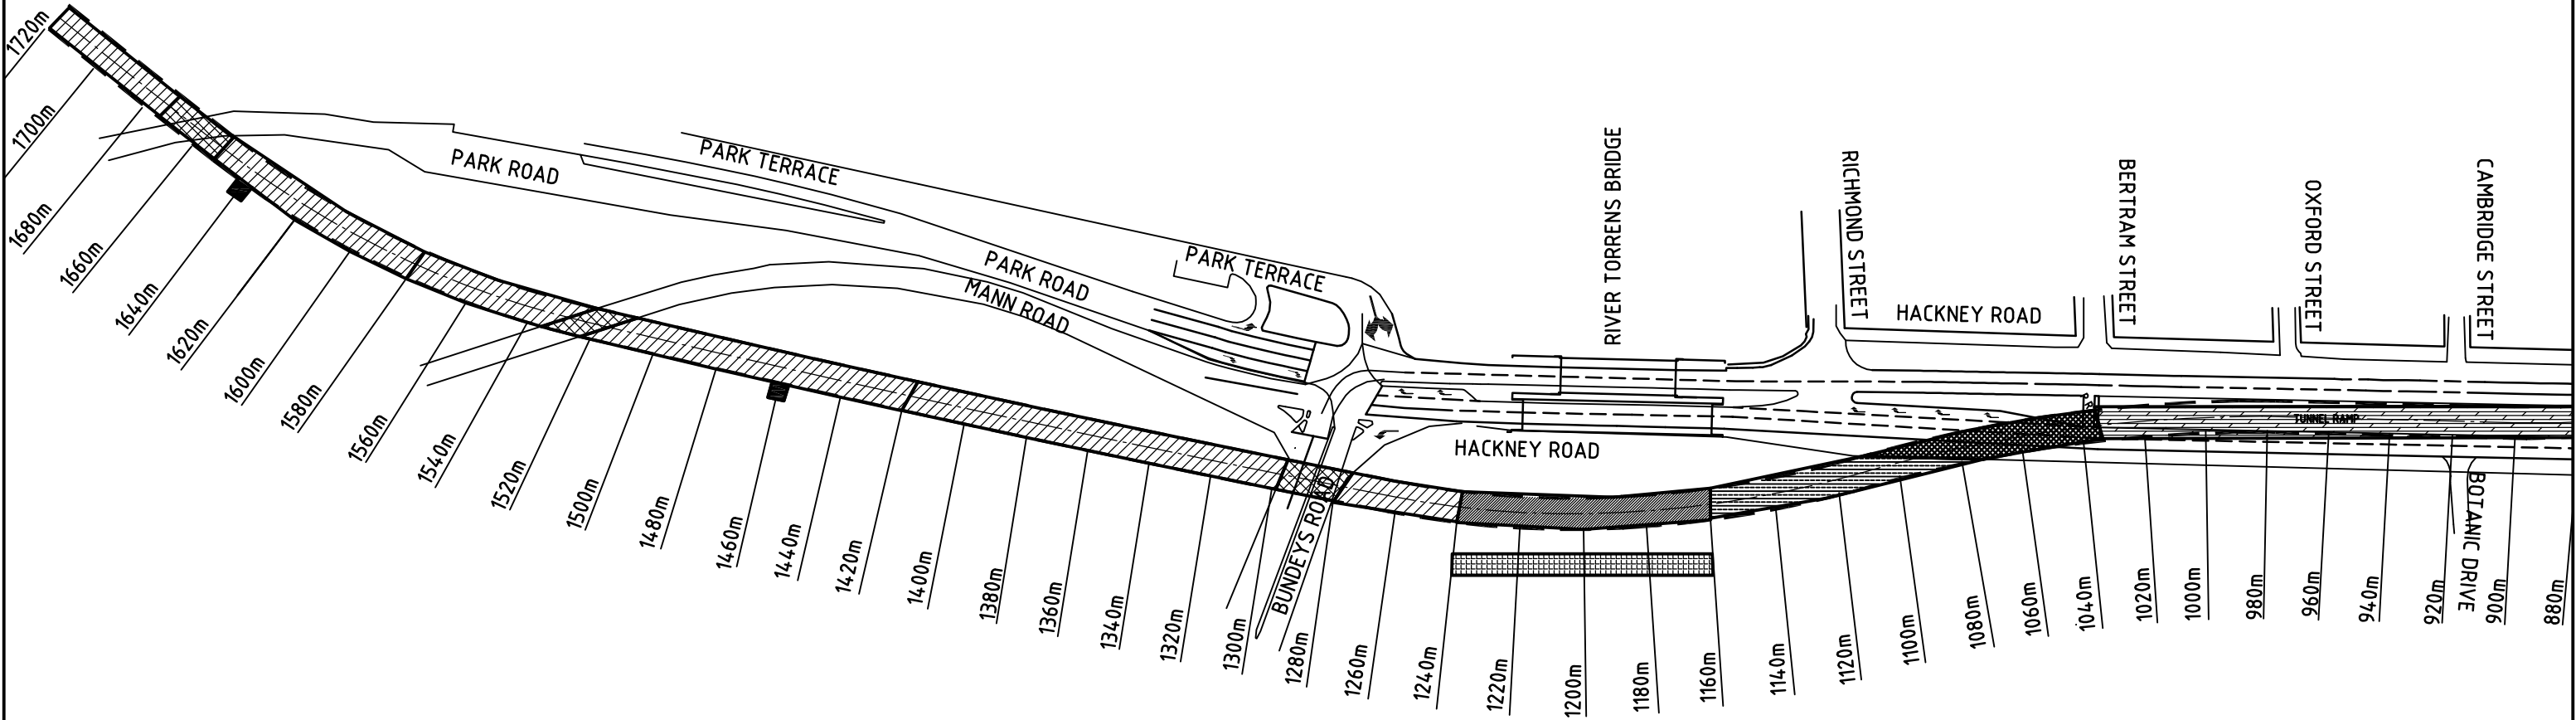 1720m
1700m
1680m
1660m
1640m
1620m
1600m
1580m
1560m
1540m
1520m
1500m
1480m
1460m
1440m
1420m
1400m
1380m
1360m
1340m
1320m
1300m
1280m
1260m
1240m
1220m
1200m
1180m
1160m
1140m
1120m
1100m
1080m
1060m
1040m
1020m
1000m
980m
960m
940m
920m
900m
880m
PARK ROAD
PARK TERRACE
PARK ROAD
MANN ROAD
PARK TERRACE
BUNDEYS ROAD
RIVER TORRENS BRIDGE
HACKNEY ROAD
RICHMOND STREET
HACKNEY ROAD
BERTRAM STREET
OXFORD STREET
CAMBRIDGE STREET
TUNNEL RAMP
BOTANIC DRIVE